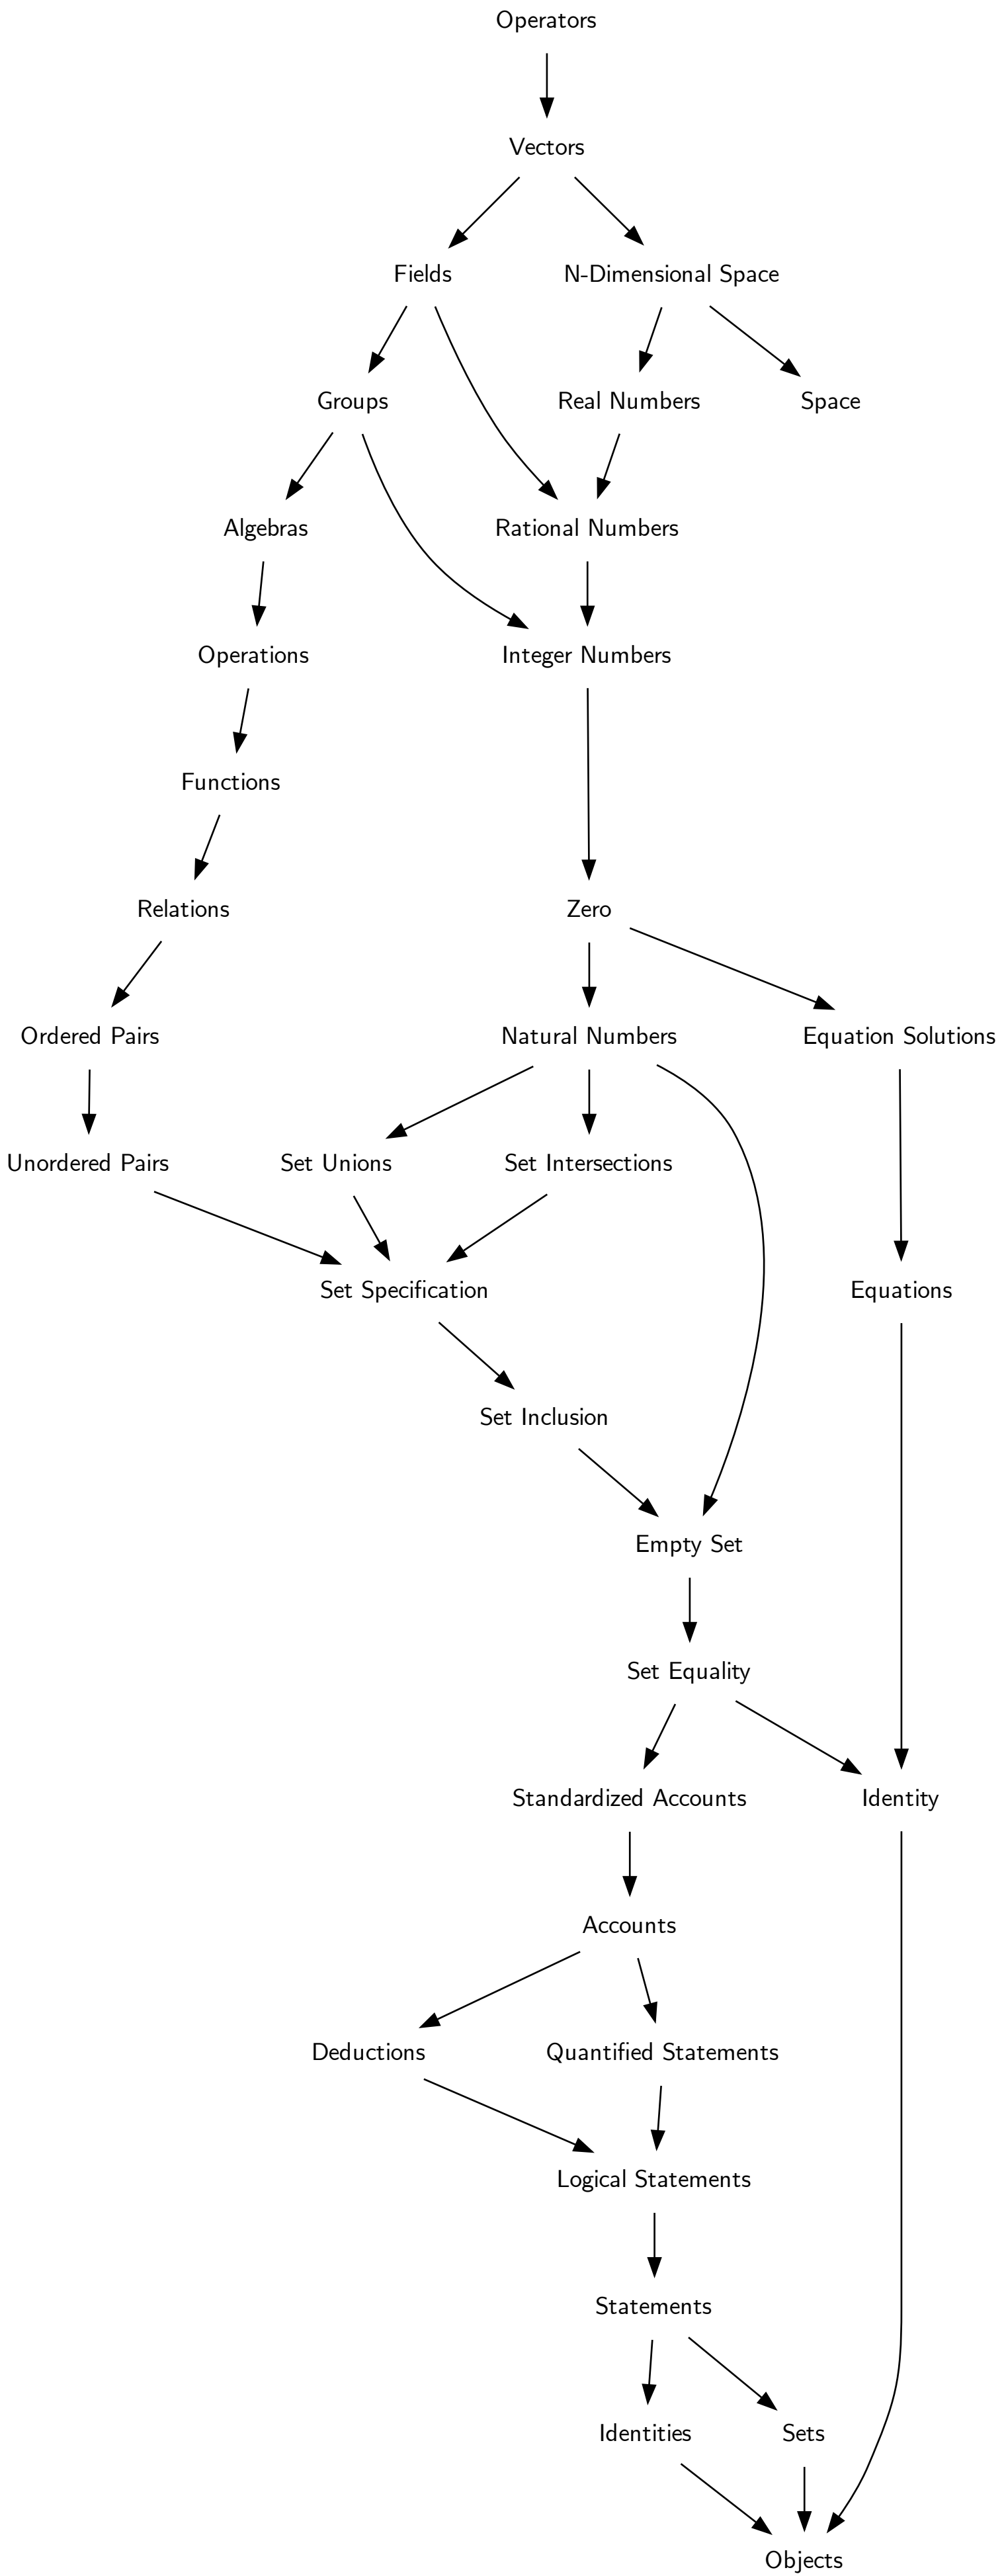 Operators
Vectors
Fields
N-Dimensional Space
Groups
Real Numbers
Space
Algebras
Rational Numbers
Operations
Integer Numbers
Functions
Relations
Zero
Ordered Pairs
Natural Numbers
Equation Solutions
Unordered Pairs
Set Unions
Set Intersections
Set Specification
Equations
Set Inclusion
Empty Set
Set Equality
Standardized Accounts
Identity
Accounts
Deductions
Quantified Statements
Logical Statements
Statements
Identities
Sets
Objects